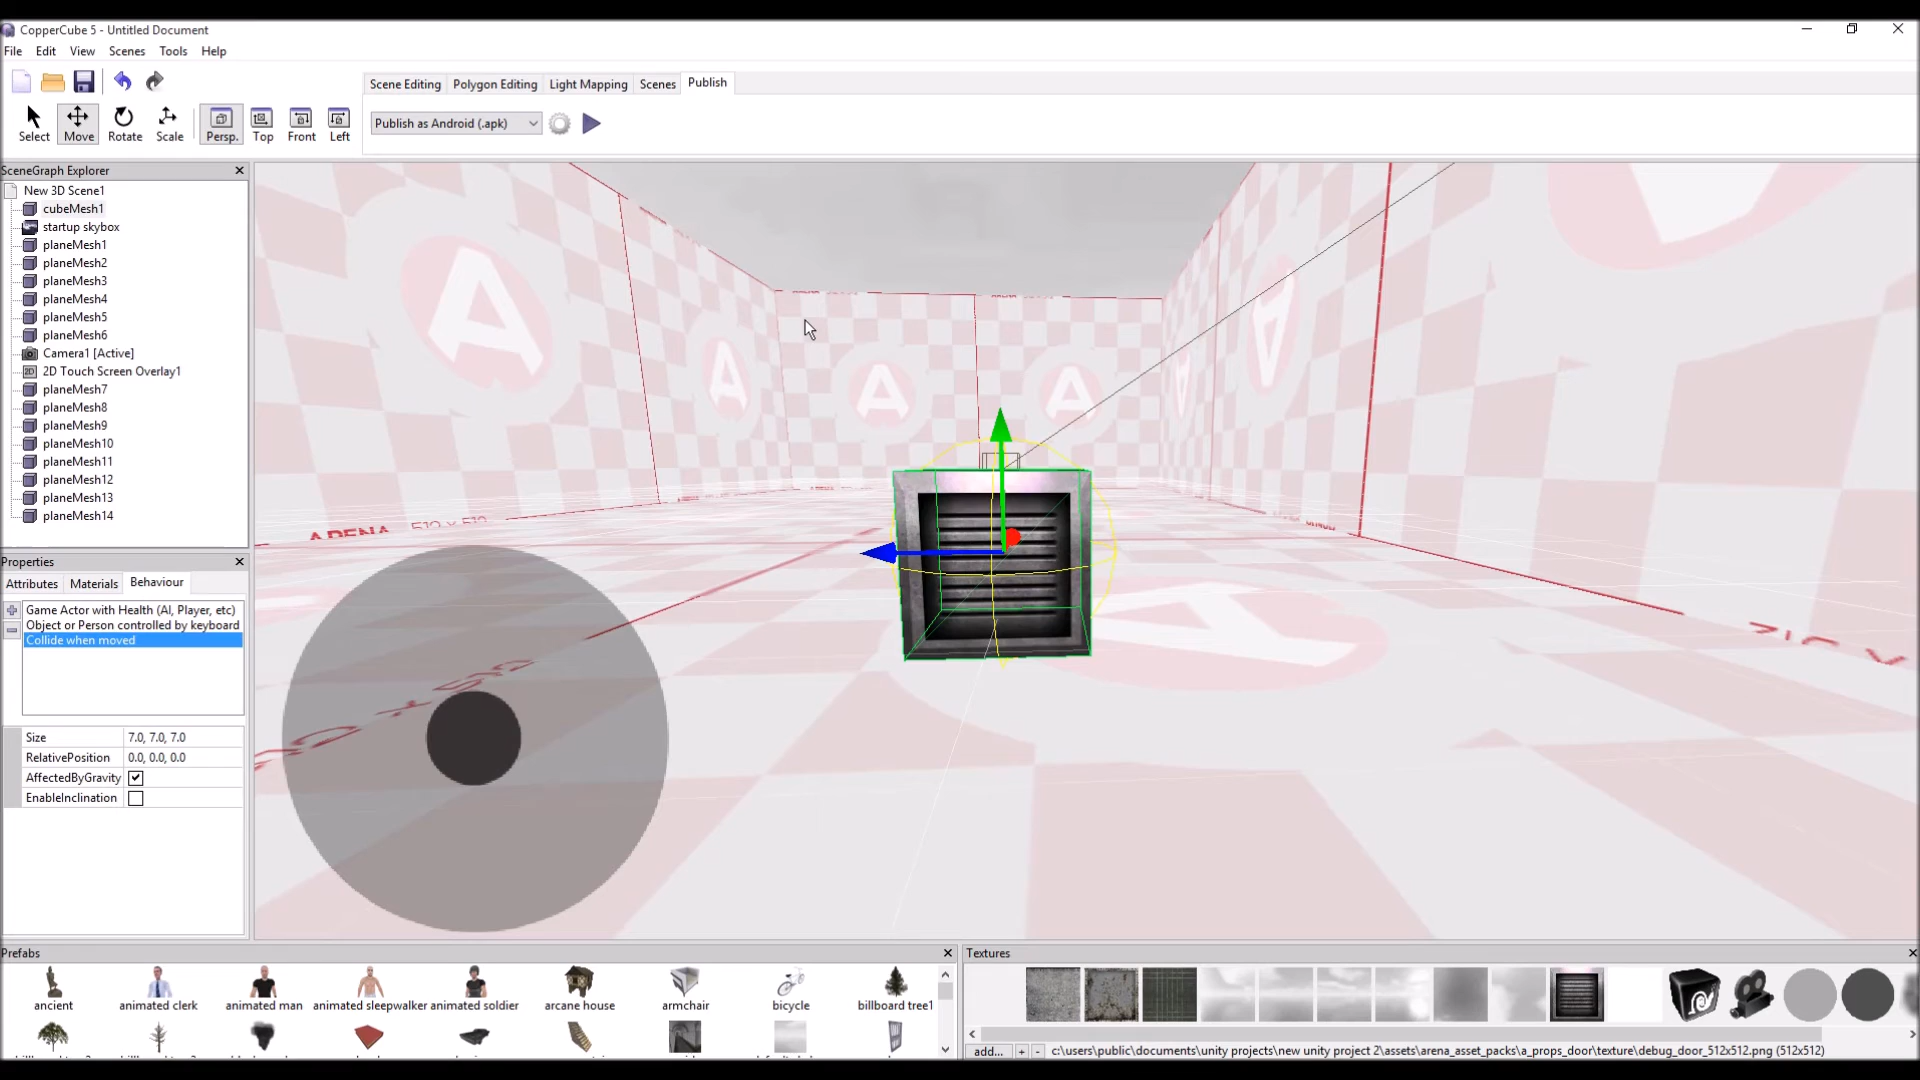 CopperCube 5 - Untitled Document
File Edit View Scenes Tools Help
Scene Editing Polygon Editing Light Mapping Scenes Publish
Select Move Rotate Scale Persp. Top Front Left
Publish as Android (.apk)
SceneGraph Explorer
New 3D Scene1
cubeMesh1
startup skybox
planeMesh1
planeMesh2
planeMesh3
planeMesh4
planeMesh5
planeMesh6
Camera1 [Active]
2D Touch Screen Overlay1
planeMesh7
planeMesh8
planeMesh9
planeMesh10
planeMesh11
planeMesh12
planeMesh13
planeMesh14
A A A A A A
ARENA 512 X 512
Properties
Attributes Materials Behaviour
Game Actor with Health (AI, Player, etc)
Object or Person controlled by keyboard
Collide when moved
Size 7.0, 7.0, 7.0
RelativePosition 0.0, 0.0, 0.0
AffectedByGravity
EnableInclination
Prefabs
ancient animated clerk animated man animated sleepwalker animated soldier arcane house armchair bicycle billboard tree1
Textures
add... + - c:\users\public\documents\unity projects\new unity project 2\assets\arena_asset_packs\a_props_door\texture\debug_door_512x512.png (512x512)